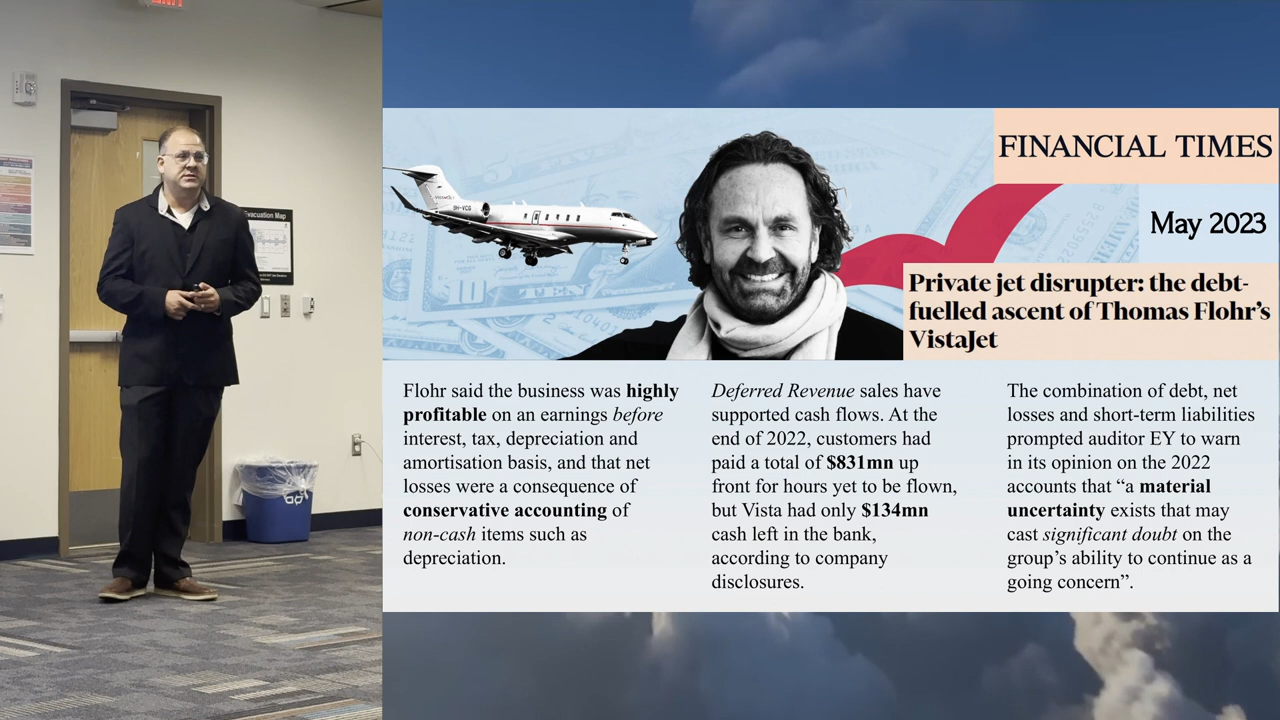 EXIT
Evacuation Map
FINANCIAL TIMES
May 2023
Private jet disrupter: the debt-
fuelled ascent of Thomas Flohr’s
VistaJet
9H-VCG
10
Flohr said the business was highly
profitable on an earnings before
interest, tax, depreciation and
amortisation basis, and that net
losses were a consequence of
conservative accounting of
non-cash items such as
depreciation.
Deferred Revenue sales have
supported cash flows. At the
end of 2022, customers had
paid a total of $831mn up
front for hours yet to be flown,
but Vista had only $134mn
cash left in the bank,
according to company
disclosures.
The combination of debt, net
losses and short-term liabilities
prompted auditor EY to warn
in its opinion on the 2022
accounts that “a material
uncertainty exists that may
cast significant doubt on the
group’s ability to continue as a
going concern”.